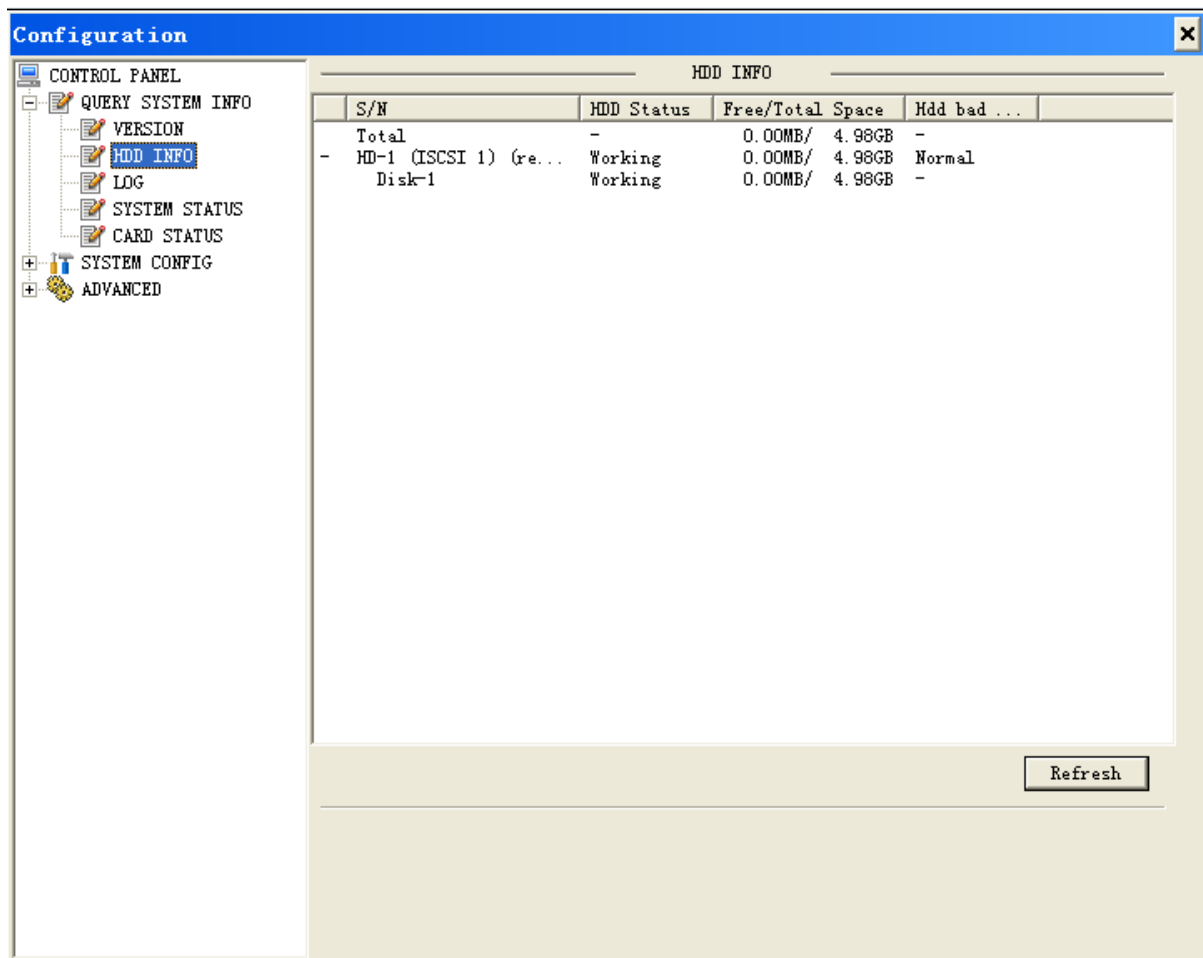 Configuration
CONTROL PANEL
QUERY SYSTEM INFO
VERSION
HDD INFO
LOG
SYSTEM STATUS
CARD STATUS
SYSTEM CONFIG
ADVANCED
HDD INFO
S/N HDD Status Free/Total Space Hdd bad ...
Total - 0.00MB/ 4.98GB -
- HD-1 (ISCSI 1) (re... Working 0.00MB/ 4.98GB Normal
Disk-1 Working 0.00MB/ 4.98GB -
Refresh